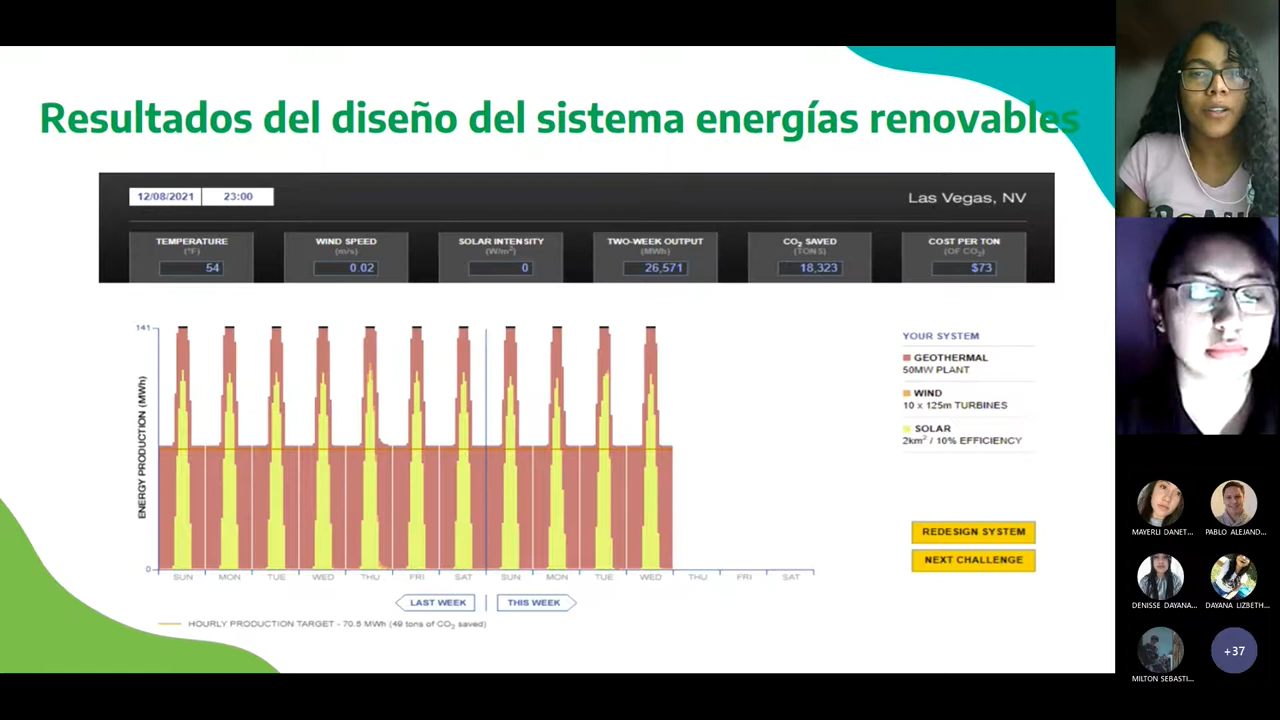 Resultados del diseño del sistema energías renovables
12/08/2021 23:00
Las Vegas, NV
TEMPERATURE
(°F)
54
WIND SPEED
(m/s)
0.02
SOLAR INTENSITY
(W/m²)
0
TWO-WEEK OUTPUT
(MWh)
26,571
CO₂ SAVED
(TONS)
18,323
COST PER TON
(OF CO₂)
$73
141
ENERGY PRODUCTION (MWh)
0
SUN MON TUE WED THU FRI SAT SUN MON TUE WED THU FRI SAT
LAST WEEK THIS WEEK
HOURLY PRODUCTION TARGET - 70.5 MWh (49 tons of CO₂ saved)
YOUR SYSTEM
GEOTHERMAL
50MW PLANT
WIND
10 x 125m TURBINES
SOLAR
2km² / 10% EFFICIENCY
REDESIGN SYSTEM
NEXT CHALLENGE
MAYERLI DANET... PABLO ALEJAND...
DENISSE DAYANA... DAYANA LIZBETH...
MILTON SEBASTI...
+37